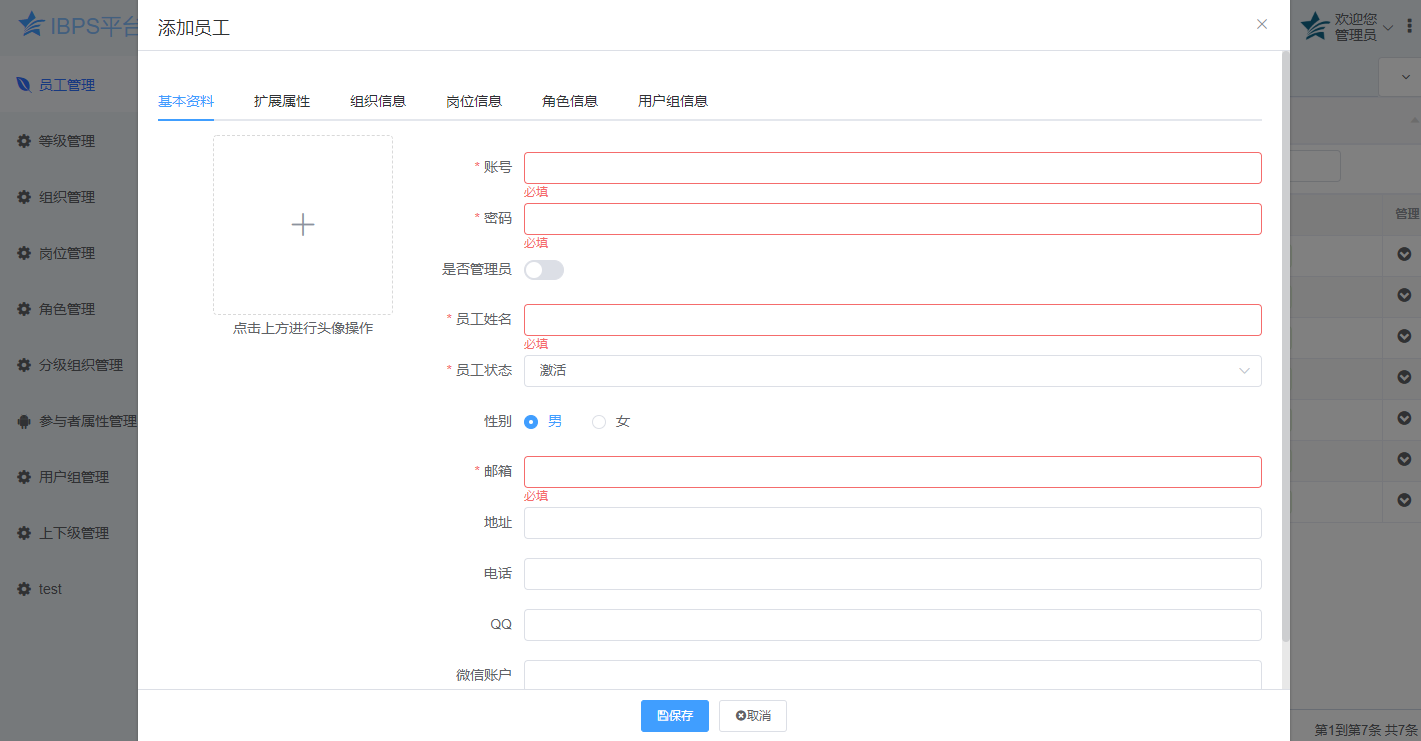 IBPS平台
添加员工
欢迎您
管理员
员工管理
等级管理
组织管理
岗位管理
角色管理
分级组织管理
参与者属性管理
用户组管理
上下级管理
test
基本资料 扩展属性 组织信息 岗位信息 角色信息 用户组信息
点击上方进行头像操作
* 账号
必填
* 密码
必填
是否管理员
* 员工姓名
必填
* 员工状态 激活
性别 男 女
* 邮箱
必填
地址
电话
QQ
微信账户
管理
保存 取消
第1到第7条 共7条